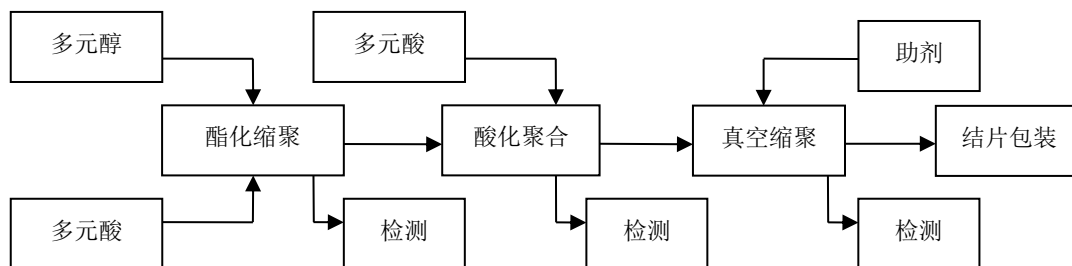 多元醇
多元酸
助剂
酯化缩聚
酸化聚合
真空缩聚
结片包装
多元酸
检测
检测
检测